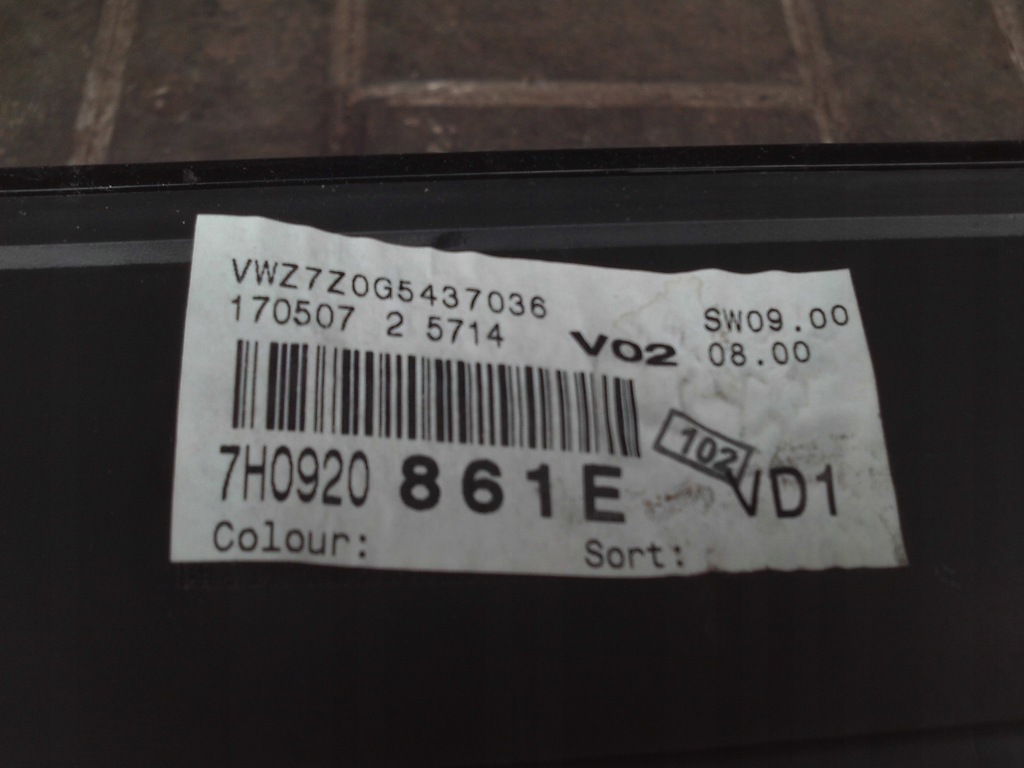 VWZ7Z0G5437036
170507 2 5714
V02
SW09.00
08.00
102
7H0920 861E VD1
Colour:
Sort: